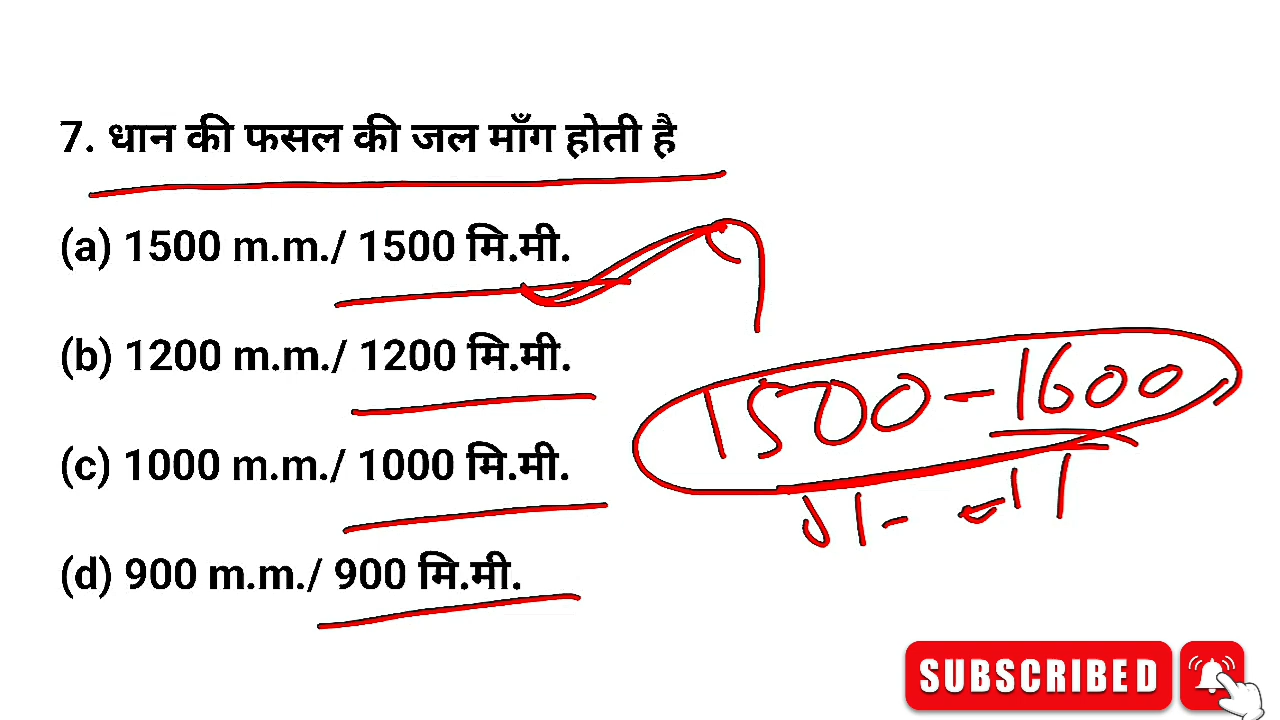 7. धान की फसल की जल माँग होती है
(a) 1500 m.m./ 1500 मि.मी.
(b) 1200 m.m./ 1200 मि.मी.
1500-1600
(c) 1000 m.m./ 1000 मि.मी.
(d) 900 m.m./ 900 मि.मी.
SUBSCRIBED